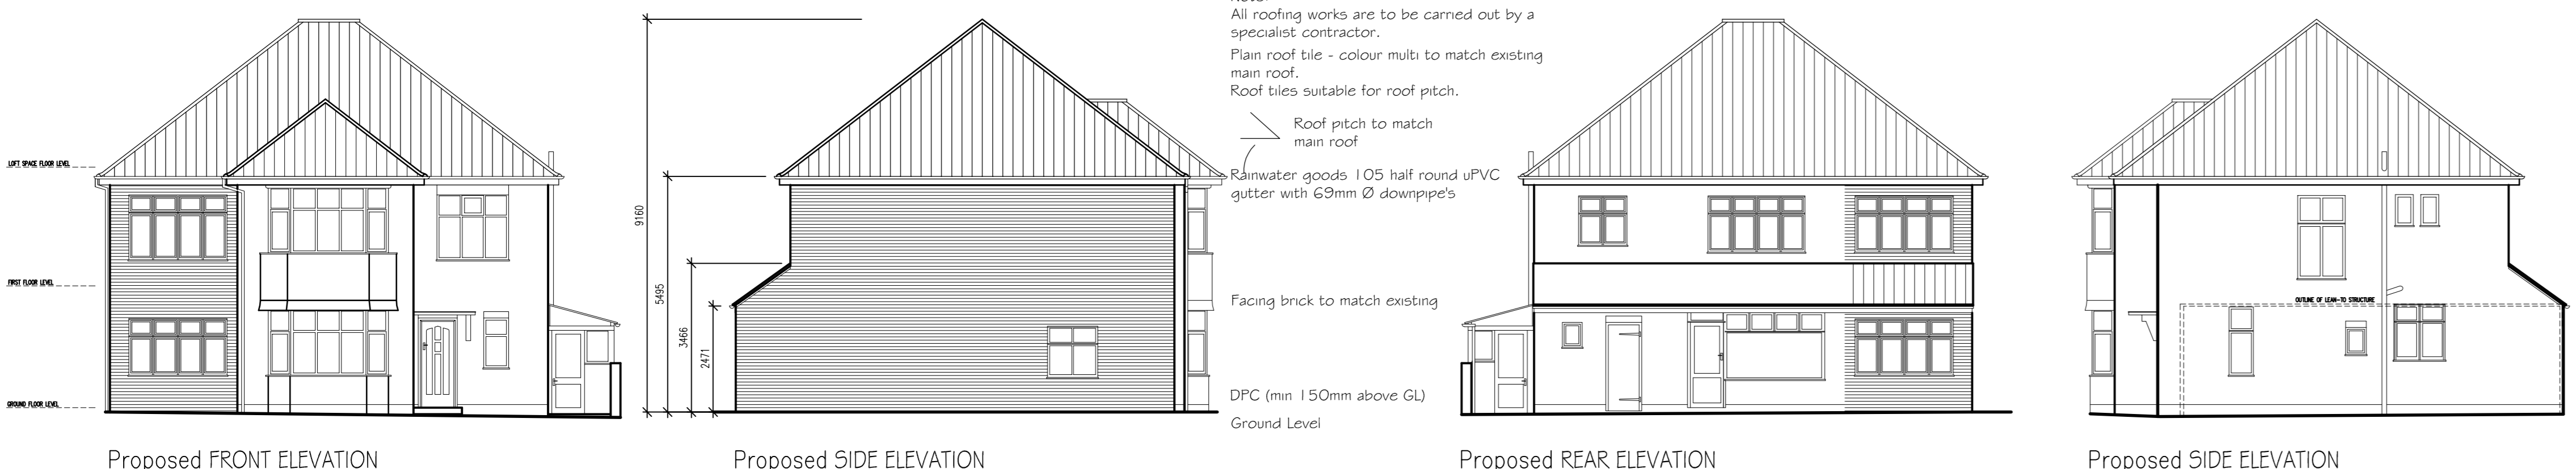 LOFT SPACE FLOOR LEVEL
FIRST FLOOR LEVEL
GROUND FLOOR LEVEL
Proposed FRONT ELEVATION
9160
5495
3466
2471
Proposed SIDE ELEVATION
Note:
All roofing works are to be carried out by a
specialist contractor.
Plain roof tile - colour multi to match existing
main roof.
Roof tiles suitable for roof pitch.
Roof pitch to match
main roof
Rainwater goods 105 half round uPVC
gutter with 69mm Ø downpipe's
Facing brick to match existing
DPC (min 150mm above GL)
Ground Level
Proposed REAR ELEVATION
OUTLINE OF LEAN-TO STRUCTURE
Proposed SIDE ELEVATION